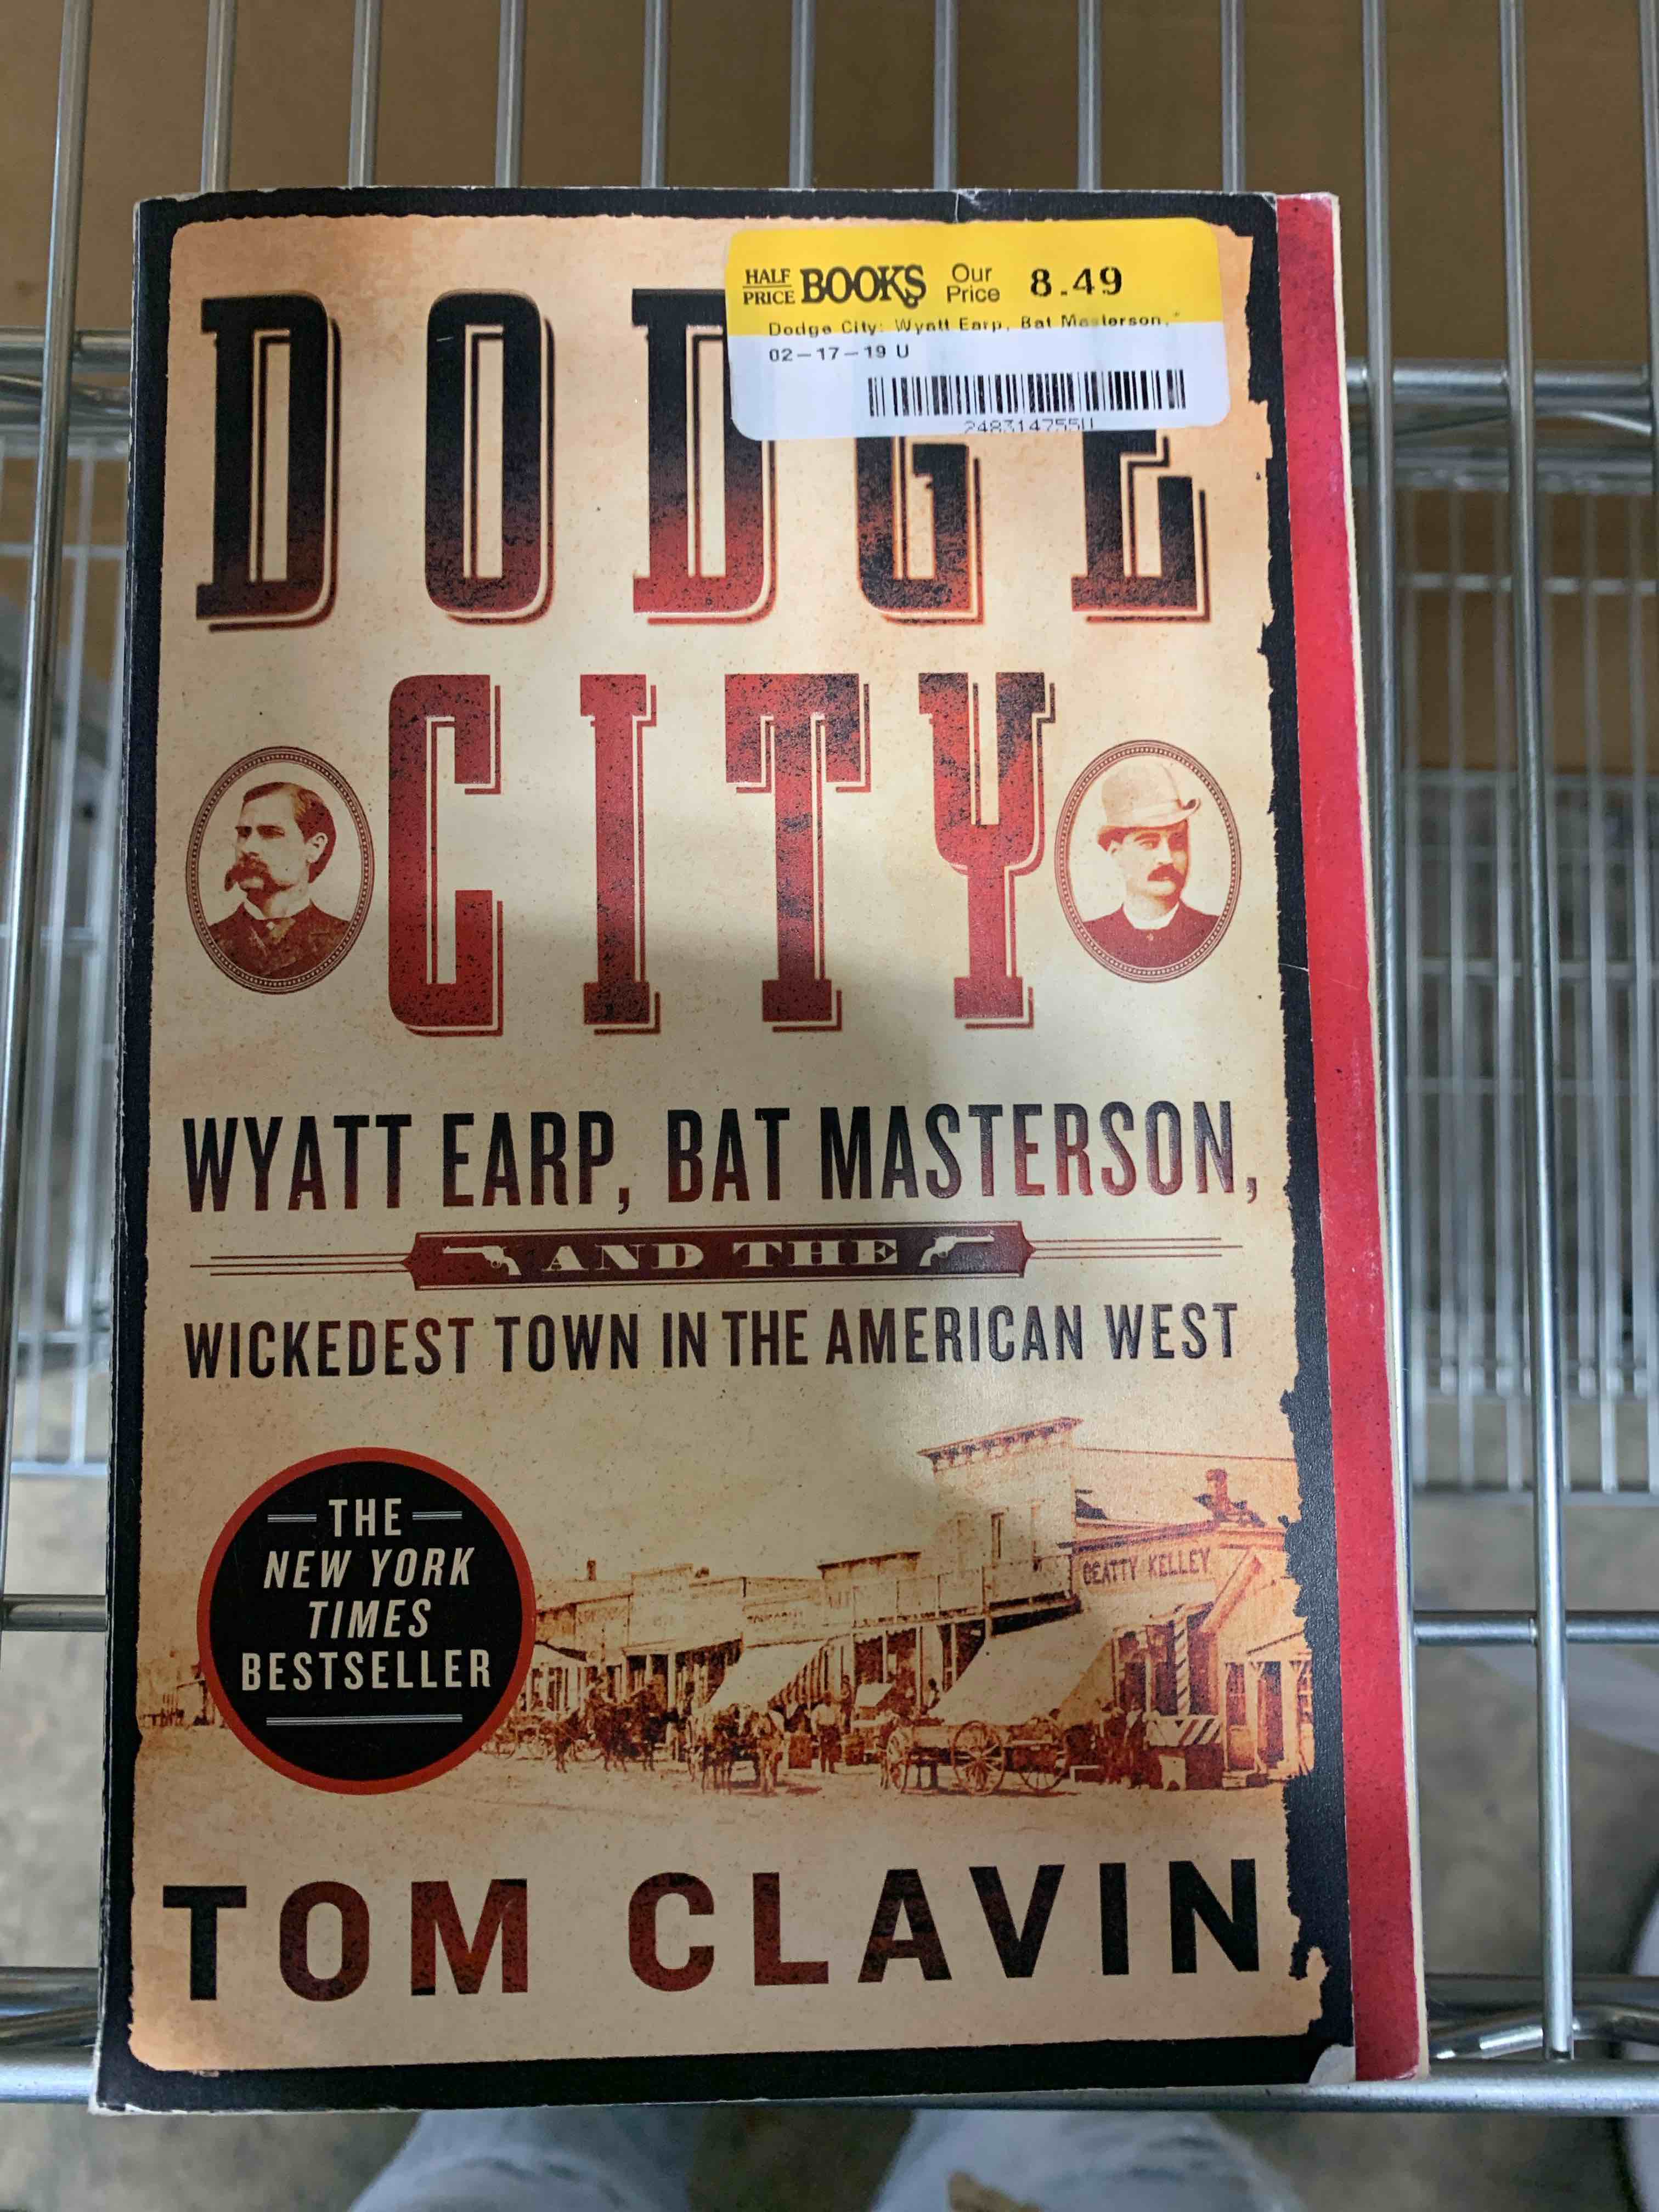 HALF PRICE BOOKS Our Price 8.49
Dodge City: Wyatt Earp, Bat Masterson,
02-17-19 U
248314755U
DODGE
CITY
WYATT EARP, BAT MASTERSON,
AND THE
WICKEDEST TOWN IN THE AMERICAN WEST
THE
NEW YORK
TIMES
BESTSELLER
BEATTY KELLEY
TOM CLAVIN